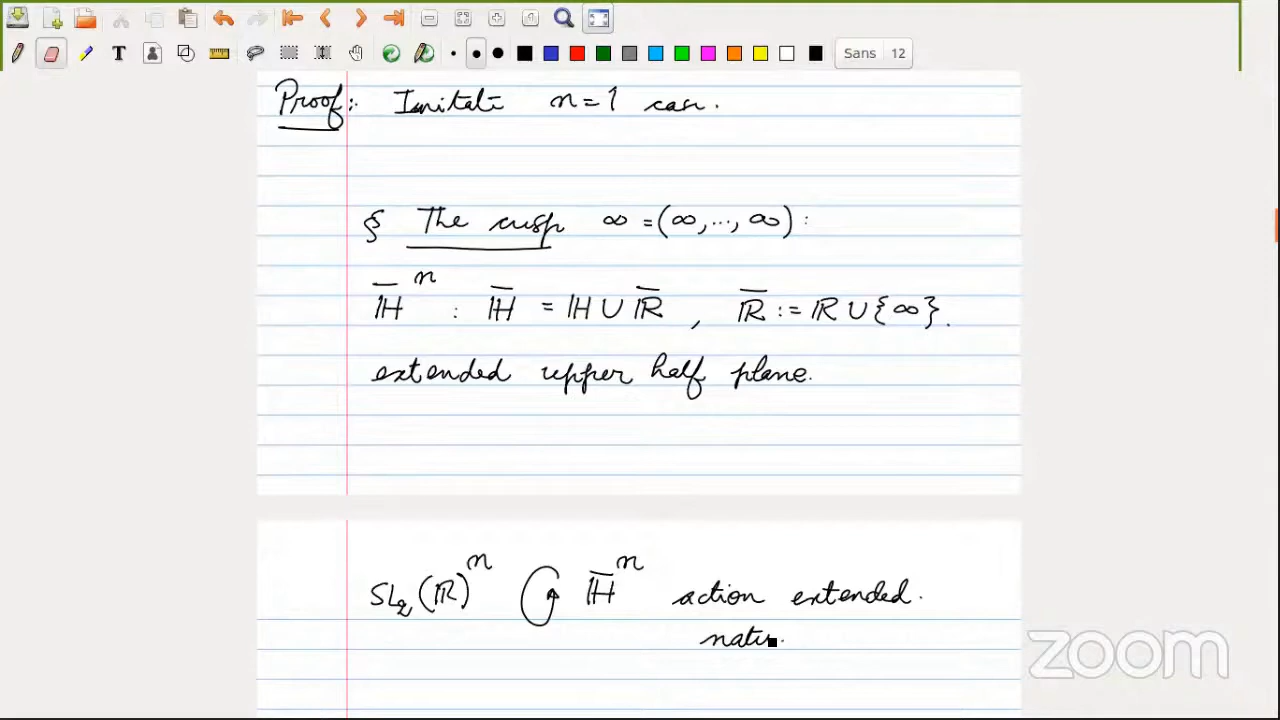 Sans 12
Proof: Imitate n=1 case.
§ The cusp ∞ = (∞, ..., ∞):
H̅ⁿ : H̅ = ℍ ∪ ℝ̅ , ℝ̅ := ℝ ∪ {∞}.
extended upper half plane.
SL₂(ℝ)ⁿ ↻ H̅ⁿ action extended.
natu.
zoom